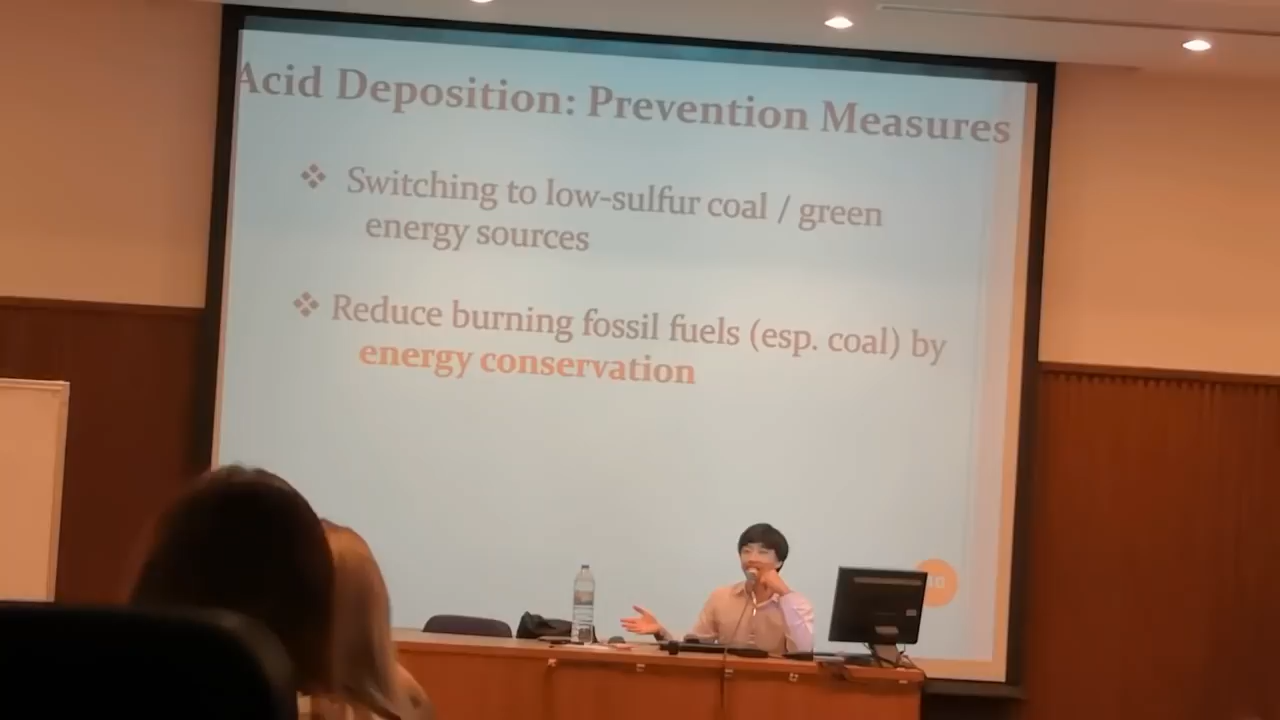 Acid Deposition: Prevention Measures
❖ Switching to low-sulfur coal / green
energy sources
❖ Reduce burning fossil fuels (esp. coal) by
energy conservation